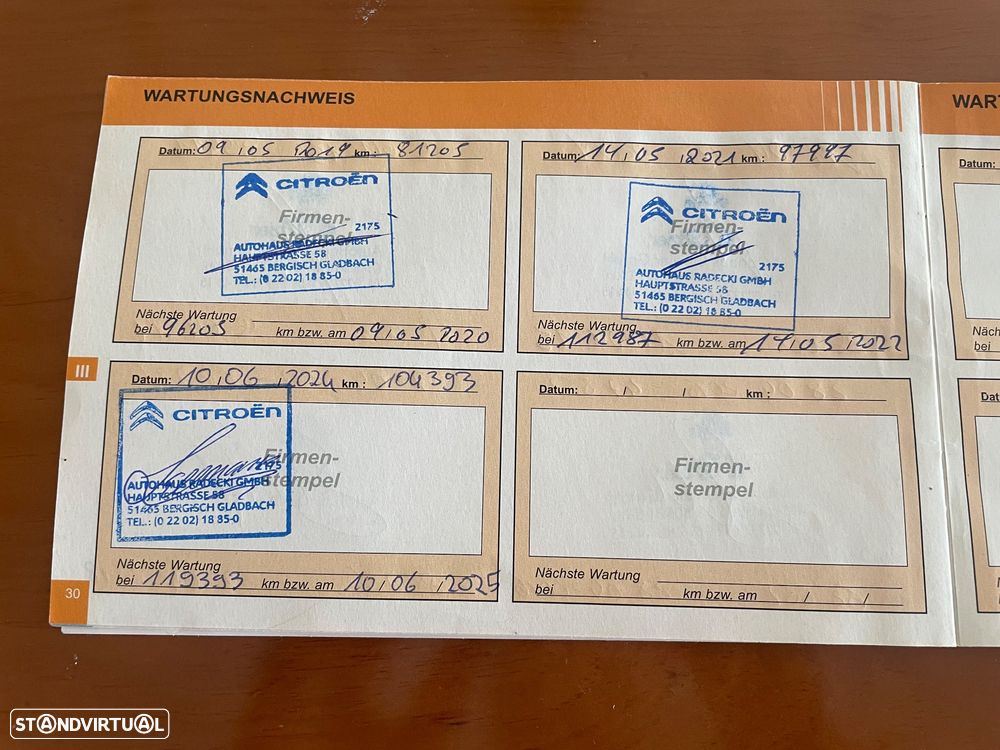 WARTUNGSNACHWEIS
Datum: 09.05 2019 km: 81205
CITROËN
Firmen-
stempel
2175
AUTOHAUS RADECKI GMBH
HAUPTSTRASSE 58
51465 BERGISCH GLADBACH
TEL.: (0 22 02) 18 85-0
Nächste Wartung
bei 96205 km bzw. am 09.05 2020
Datum: 14.05.2021 km: 97987
CITROËN
Firmen-
stempel
2175
AUTOHAUS RADECKI GMBH
HAUPTSTRASSE 58
51465 BERGISCH GLADBACH
TEL.: (0 22 02) 18 85-0
Nächste Wartung
bei 112987 km bzw. am 14.05.2022
III
Datum: 10.06.2024 km: 104393
CITROËN
Firmen-
stempel
2175
AUTOHAUS RADECKI GMBH
HAUPTSTRASSE 58
51465 BERGISCH GLADBACH
TEL.: (0 22 02) 18 85-0
Nächste Wartung
bei 119393 km bzw. am 10.06.2025
Datum: / / km:
Firmen-
stempel
Nächste Wartung
bei km bzw. am / /
30
WART
Datum:
Näch
bei
Dat
STANDVIRTUAL